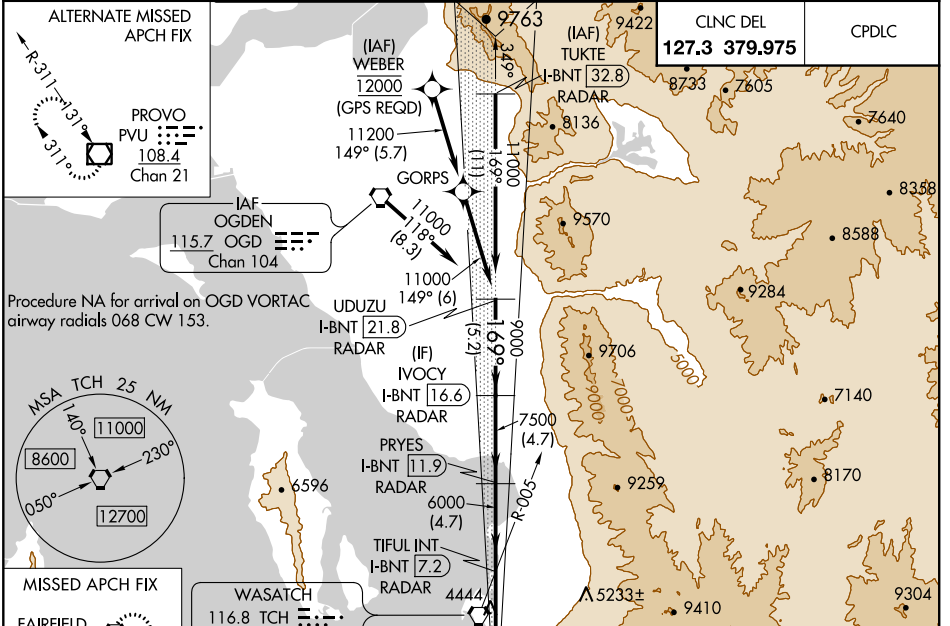 ALTERNATE MISSED
APCH FIX
R-311
131°
311°
PROVO
PVU
108.4
Chan 21
(IAF)
WEBER
12000
(GPS REQD)
11200
149° (5.7)
GORPS
9763
349°
(IAF)
TUKTE
I-BNT 32.8
RADAR
9422
CLNC DEL
127.3 379.975
CPDLC
8733
7605
8136
7640
11000
169°
(11)
IAF
OGDEN
115.7 OGD
Chan 104
11000
118°
(8.3)
11000
149° (6)
9570
8358
8588
9284
Procedure NA for arrival on OGD VORTAC
airway radials 068 CW 153.
UDUZU
I-BNT 21.8
RADAR
9000
169°
(5.2)
9706
5000
7000
9000
(IF)
IVOCY
I-BNT 16.6
RADAR
7500
(4.7)
7140
MSA TCH 25 NM
140°
11000
8600
230°
050°
12700
6596
PRYES
I-BNT 11.9
RADAR
6000
(4.7)
R-005
9259
8170
TIFUL INT
I-BNT 7.2
RADAR
MISSED APCH FIX
FAIRFIELD
WASATCH
116.8 TCH
4444
5233±
9410
9304